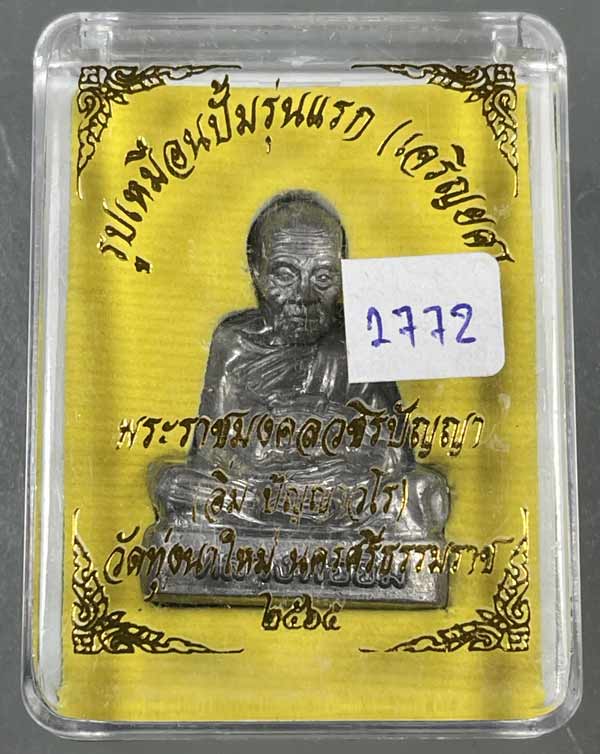 รูปเหมือนปั๊มรุ่นแรก (เจริญยศ
1772
พระราชมงคลวชิรปัญญา
(อิ่ม ปัญญาวโร)
วัดทุ่งนาใหม่ นครศรีธรรมราช
๒๕๖๕